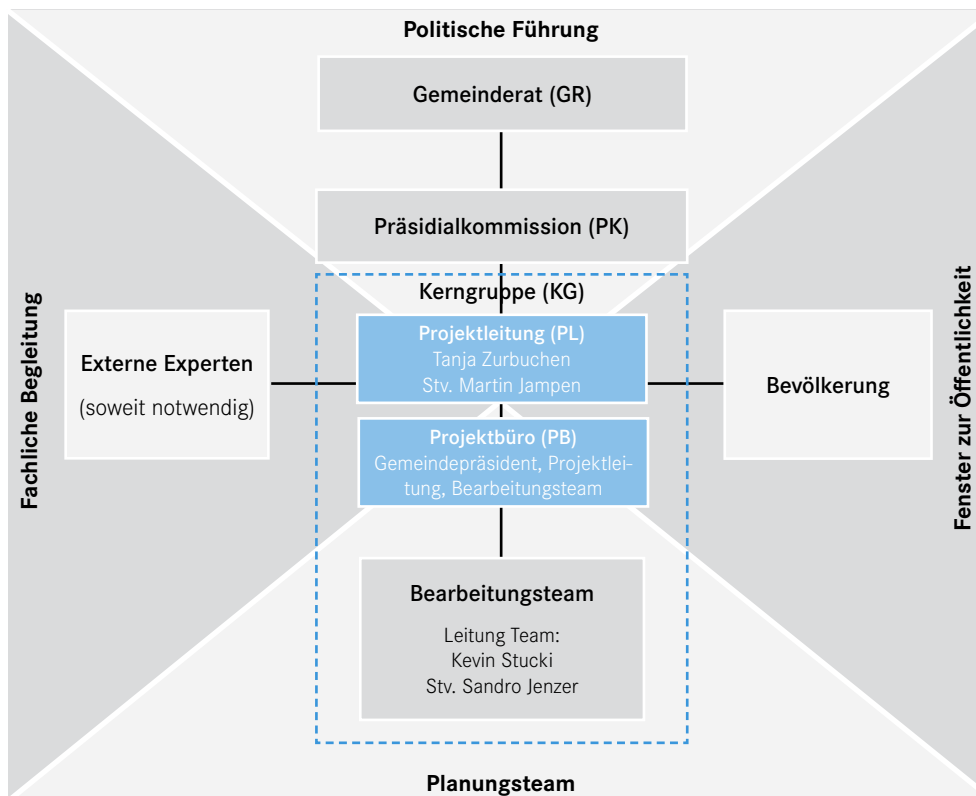 Politische Führung
Gemeinderat (GR)
Präsidialkommission (PK)
Kerngruppe (KG)
Projektleitung (PL)
Tanja Zurbuchen
Stv. Martin Jampen
Projektbüro (PB)
Gemeindepräsident, Projektlei-
tung, Bearbeitungsteam
Bearbeitungsteam
Leitung Team:
Kevin Stucki
Stv. Sandro Jenzer
Planungsteam
Fachliche Begleitung
Externe Experten
(soweit notwendig)
Bevölkerung
Fenster zur Öffentlichkeit